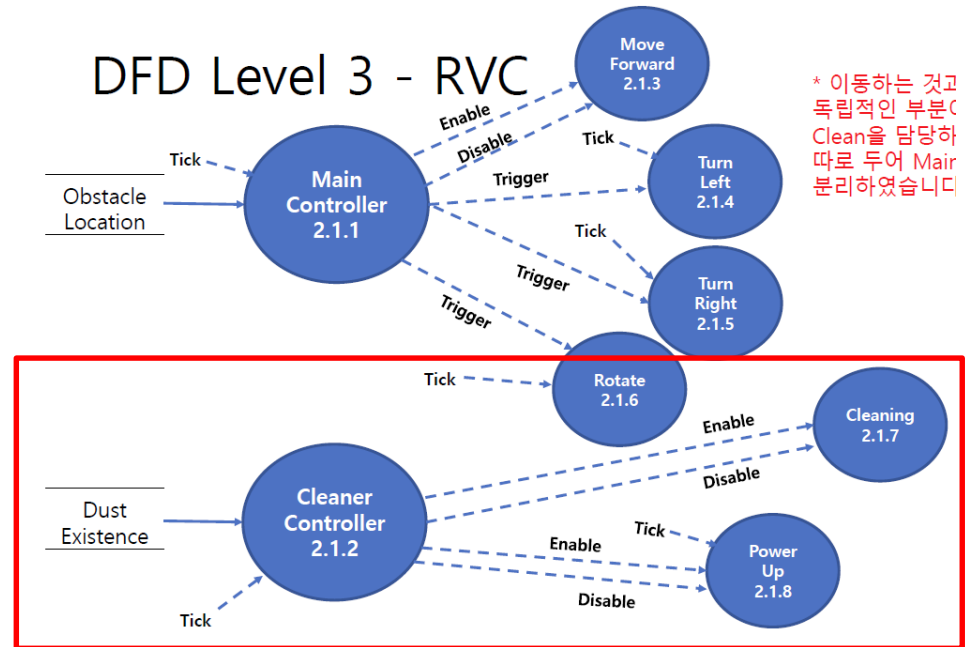 DFD Level 3 - RVC
* 이동하는 것과
독립적인 부분이
Clean을 담당하
따로 두어 Main
분리하였습니다
Move
Forward
2.1.3
Enable
Disable
Tick
Tick
Main
Controller
2.1.1
Trigger
Turn
Left
2.1.4
Obstacle
Location
Tick
Trigger
Turn
Right
2.1.5
Trigger
Tick
Rotate
2.1.6
Cleaning
2.1.7
Enable
Disable
Dust
Existence
Cleaner
Controller
2.1.2
Tick
Enable
Disable
Power
Up
2.1.8
Tick